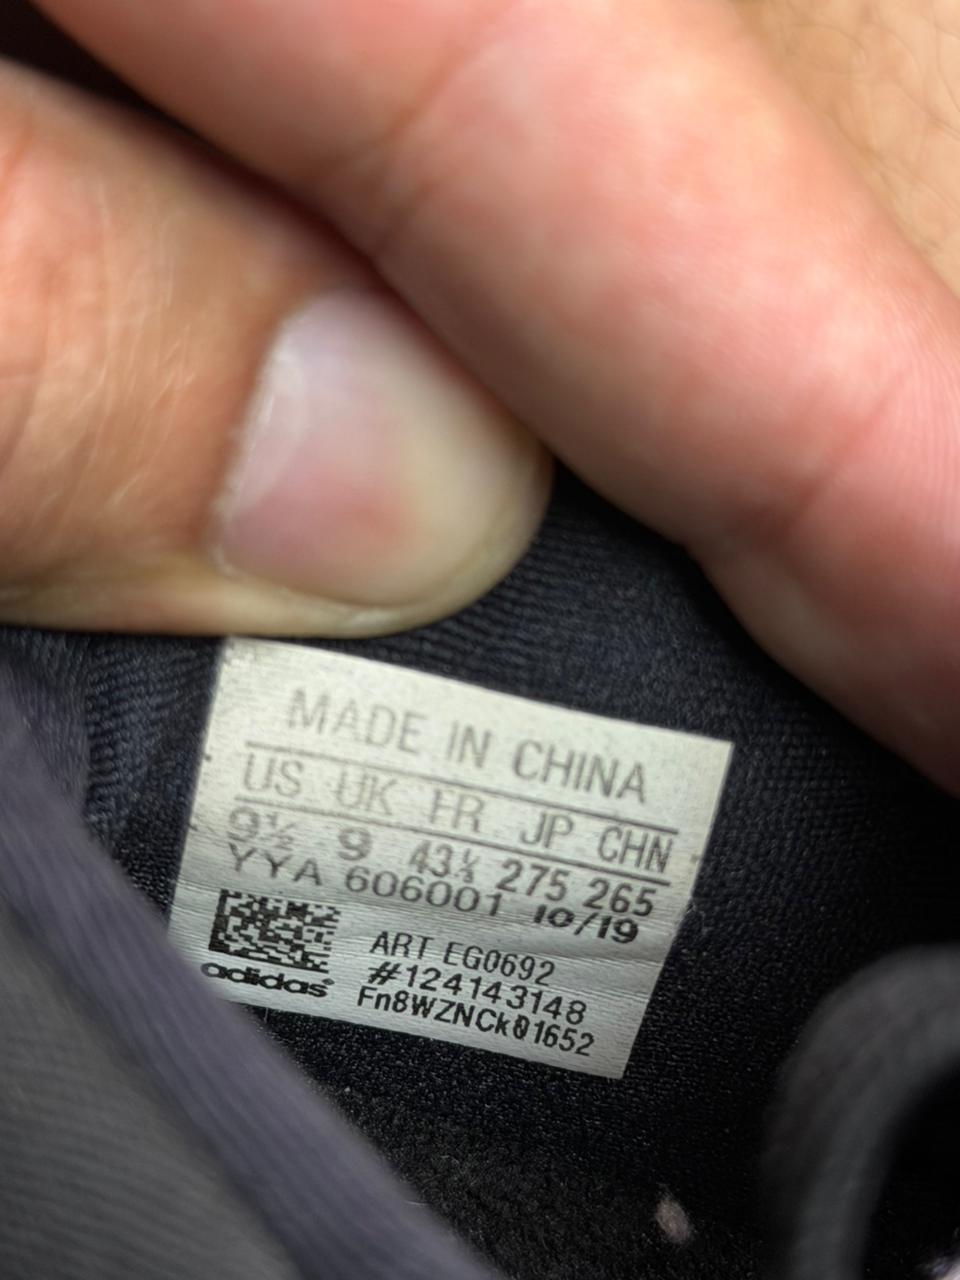 MADE IN CHINA
US UK FR JP CHN
9½ 9 43⅓ 275 265
YYA 606001 10/19
ART EG0692
#124143148
Fn8WZNCk01652
adidas®